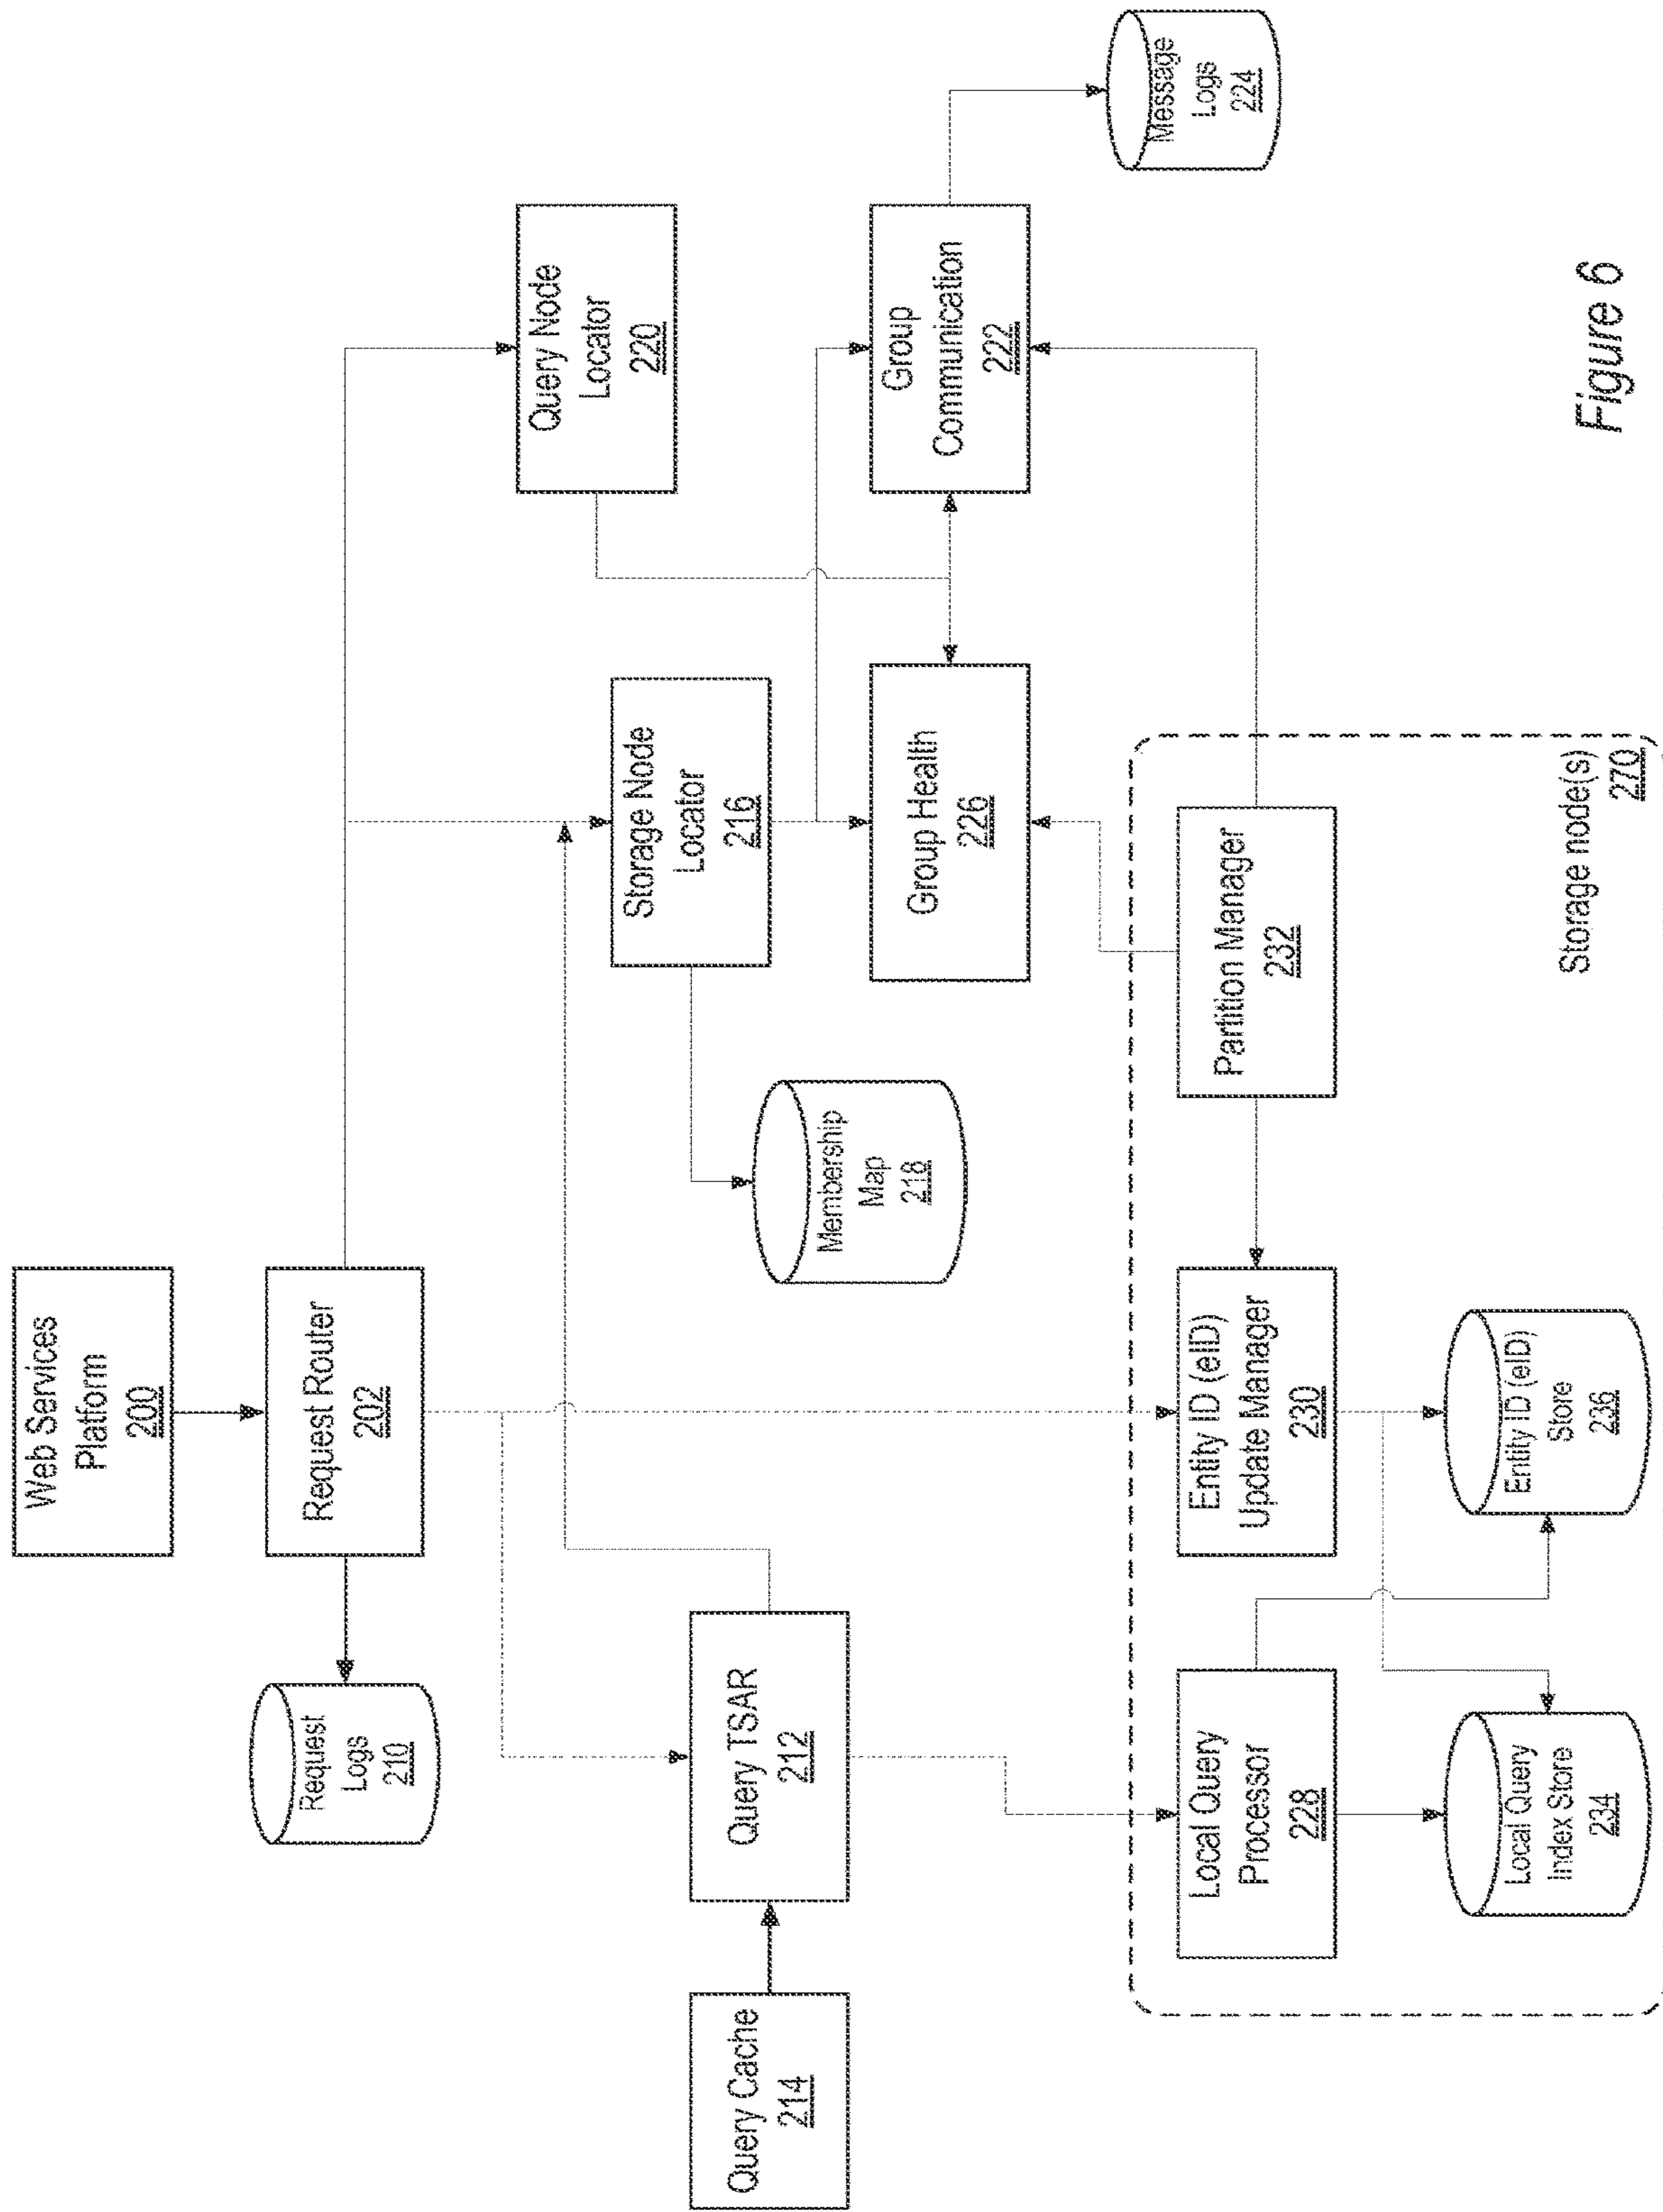 Web Services
Platform
200
Request Router
202
Request
Logs
210
Query Node
Locator
220
Storage Node
Locator
216
Query Cache
214
Query TSAR
212
Membership
Map
218
Group Health
226
Group
Communication
222
Message
Logs
224
Local Query
Processor
228
Entity ID (eID)
Update Manager
230
Partition Manager
232
Local Query
Index Store
234
Entity ID (eID)
Store
236
Storage node(s)
270
Figure 6